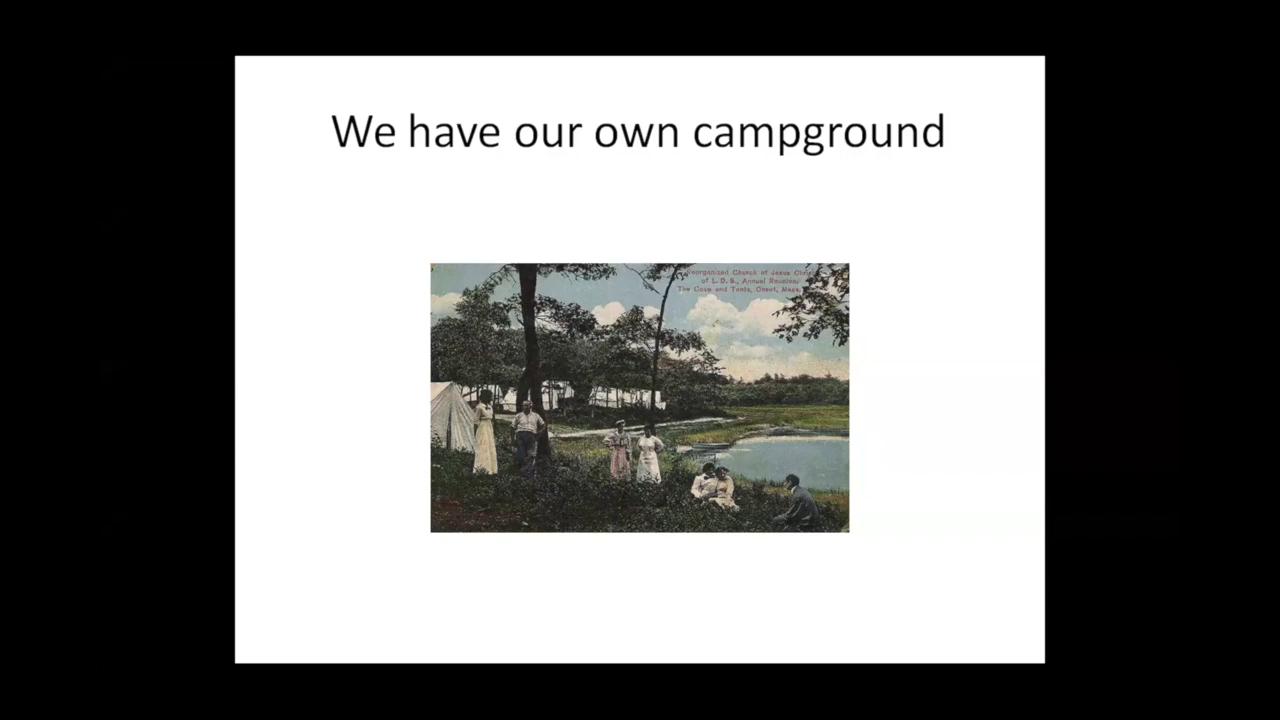 We have our own campground
Reorganized Church of Jesus Christ
of L. D. S., Annual Reunion,
The Cove and Tents, Onset, Mass.